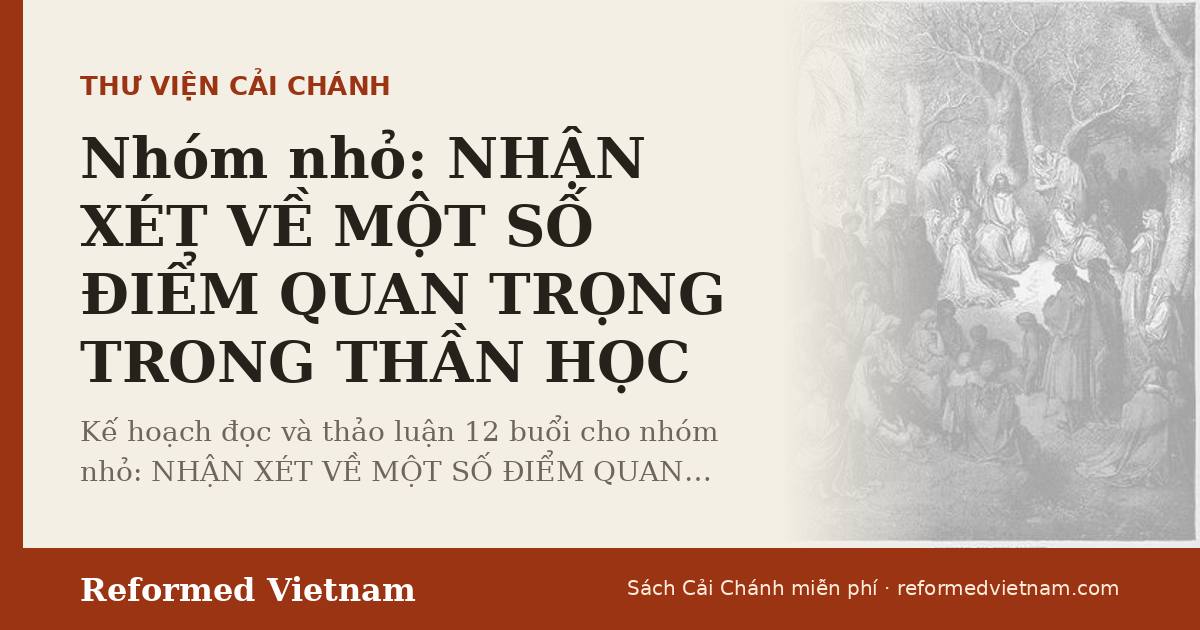 THƯ VIỆN CẢI CHÁNH
Nhóm nhỏ: NHẬN
XÉT VỀ MỘT SỐ
ĐIỂM QUAN TRỌNG
TRONG THẦN HỌC
Kế hoạch đọc và thảo luận 12 buổi cho nhóm
nhỏ: NHẬN XÉT VỀ MỘT SỐ ĐIỂM QUAN...
Reformed Vietnam
Sách Cải Chánh miễn phí · reformedvietnam.com